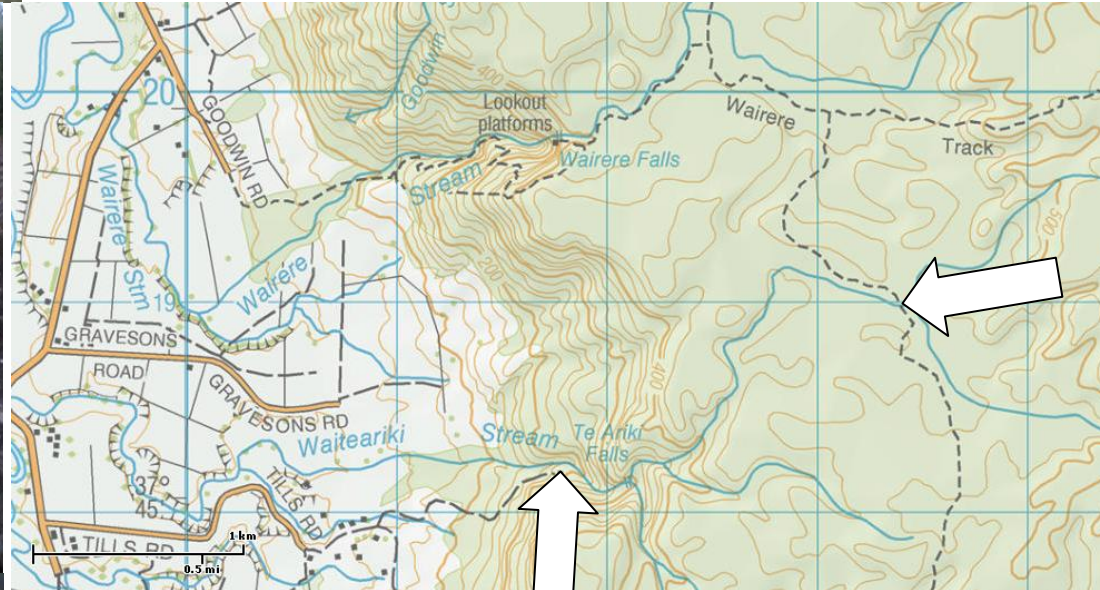 20
Goodwin
S
400
Lookout
platforms
GOODWIN RD
Wairere
Track
Wairere Falls
Stream
Wairere
Stm
500
200
Wairere
19
GRAVESONS
ROAD
GRAVESONS RD
400
Waiteariki
Stream
Te Ariki
Falls
TILLS RD
37°
45'
TILLS RD
1 km
0.5 mi